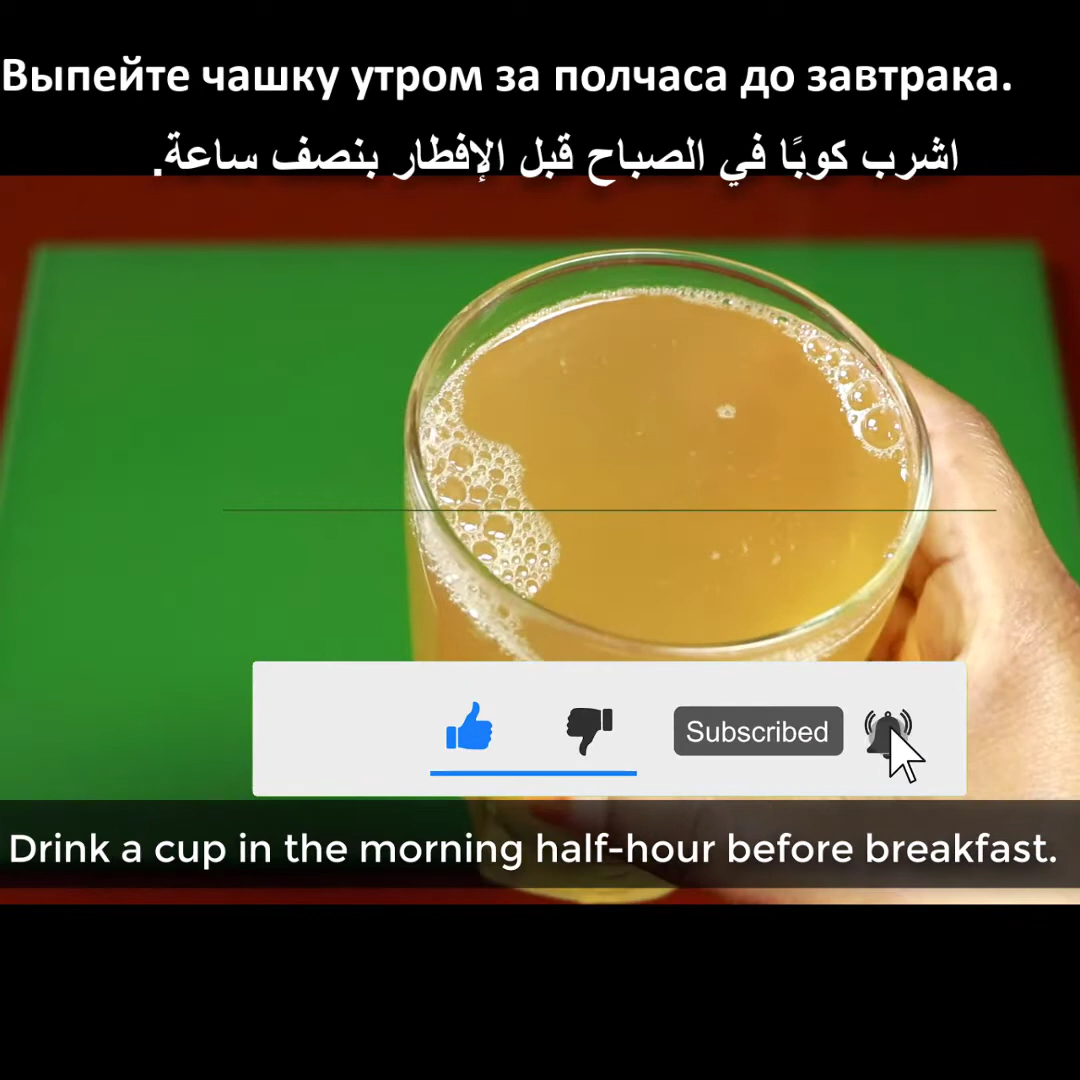 Выпейте чашку утром за полчаса до завтрака.
اشرب كوبًا في الصباح قبل الإفطار بنصف ساعة.
Subscribed
Drink a cup in the morning half-hour before breakfast.